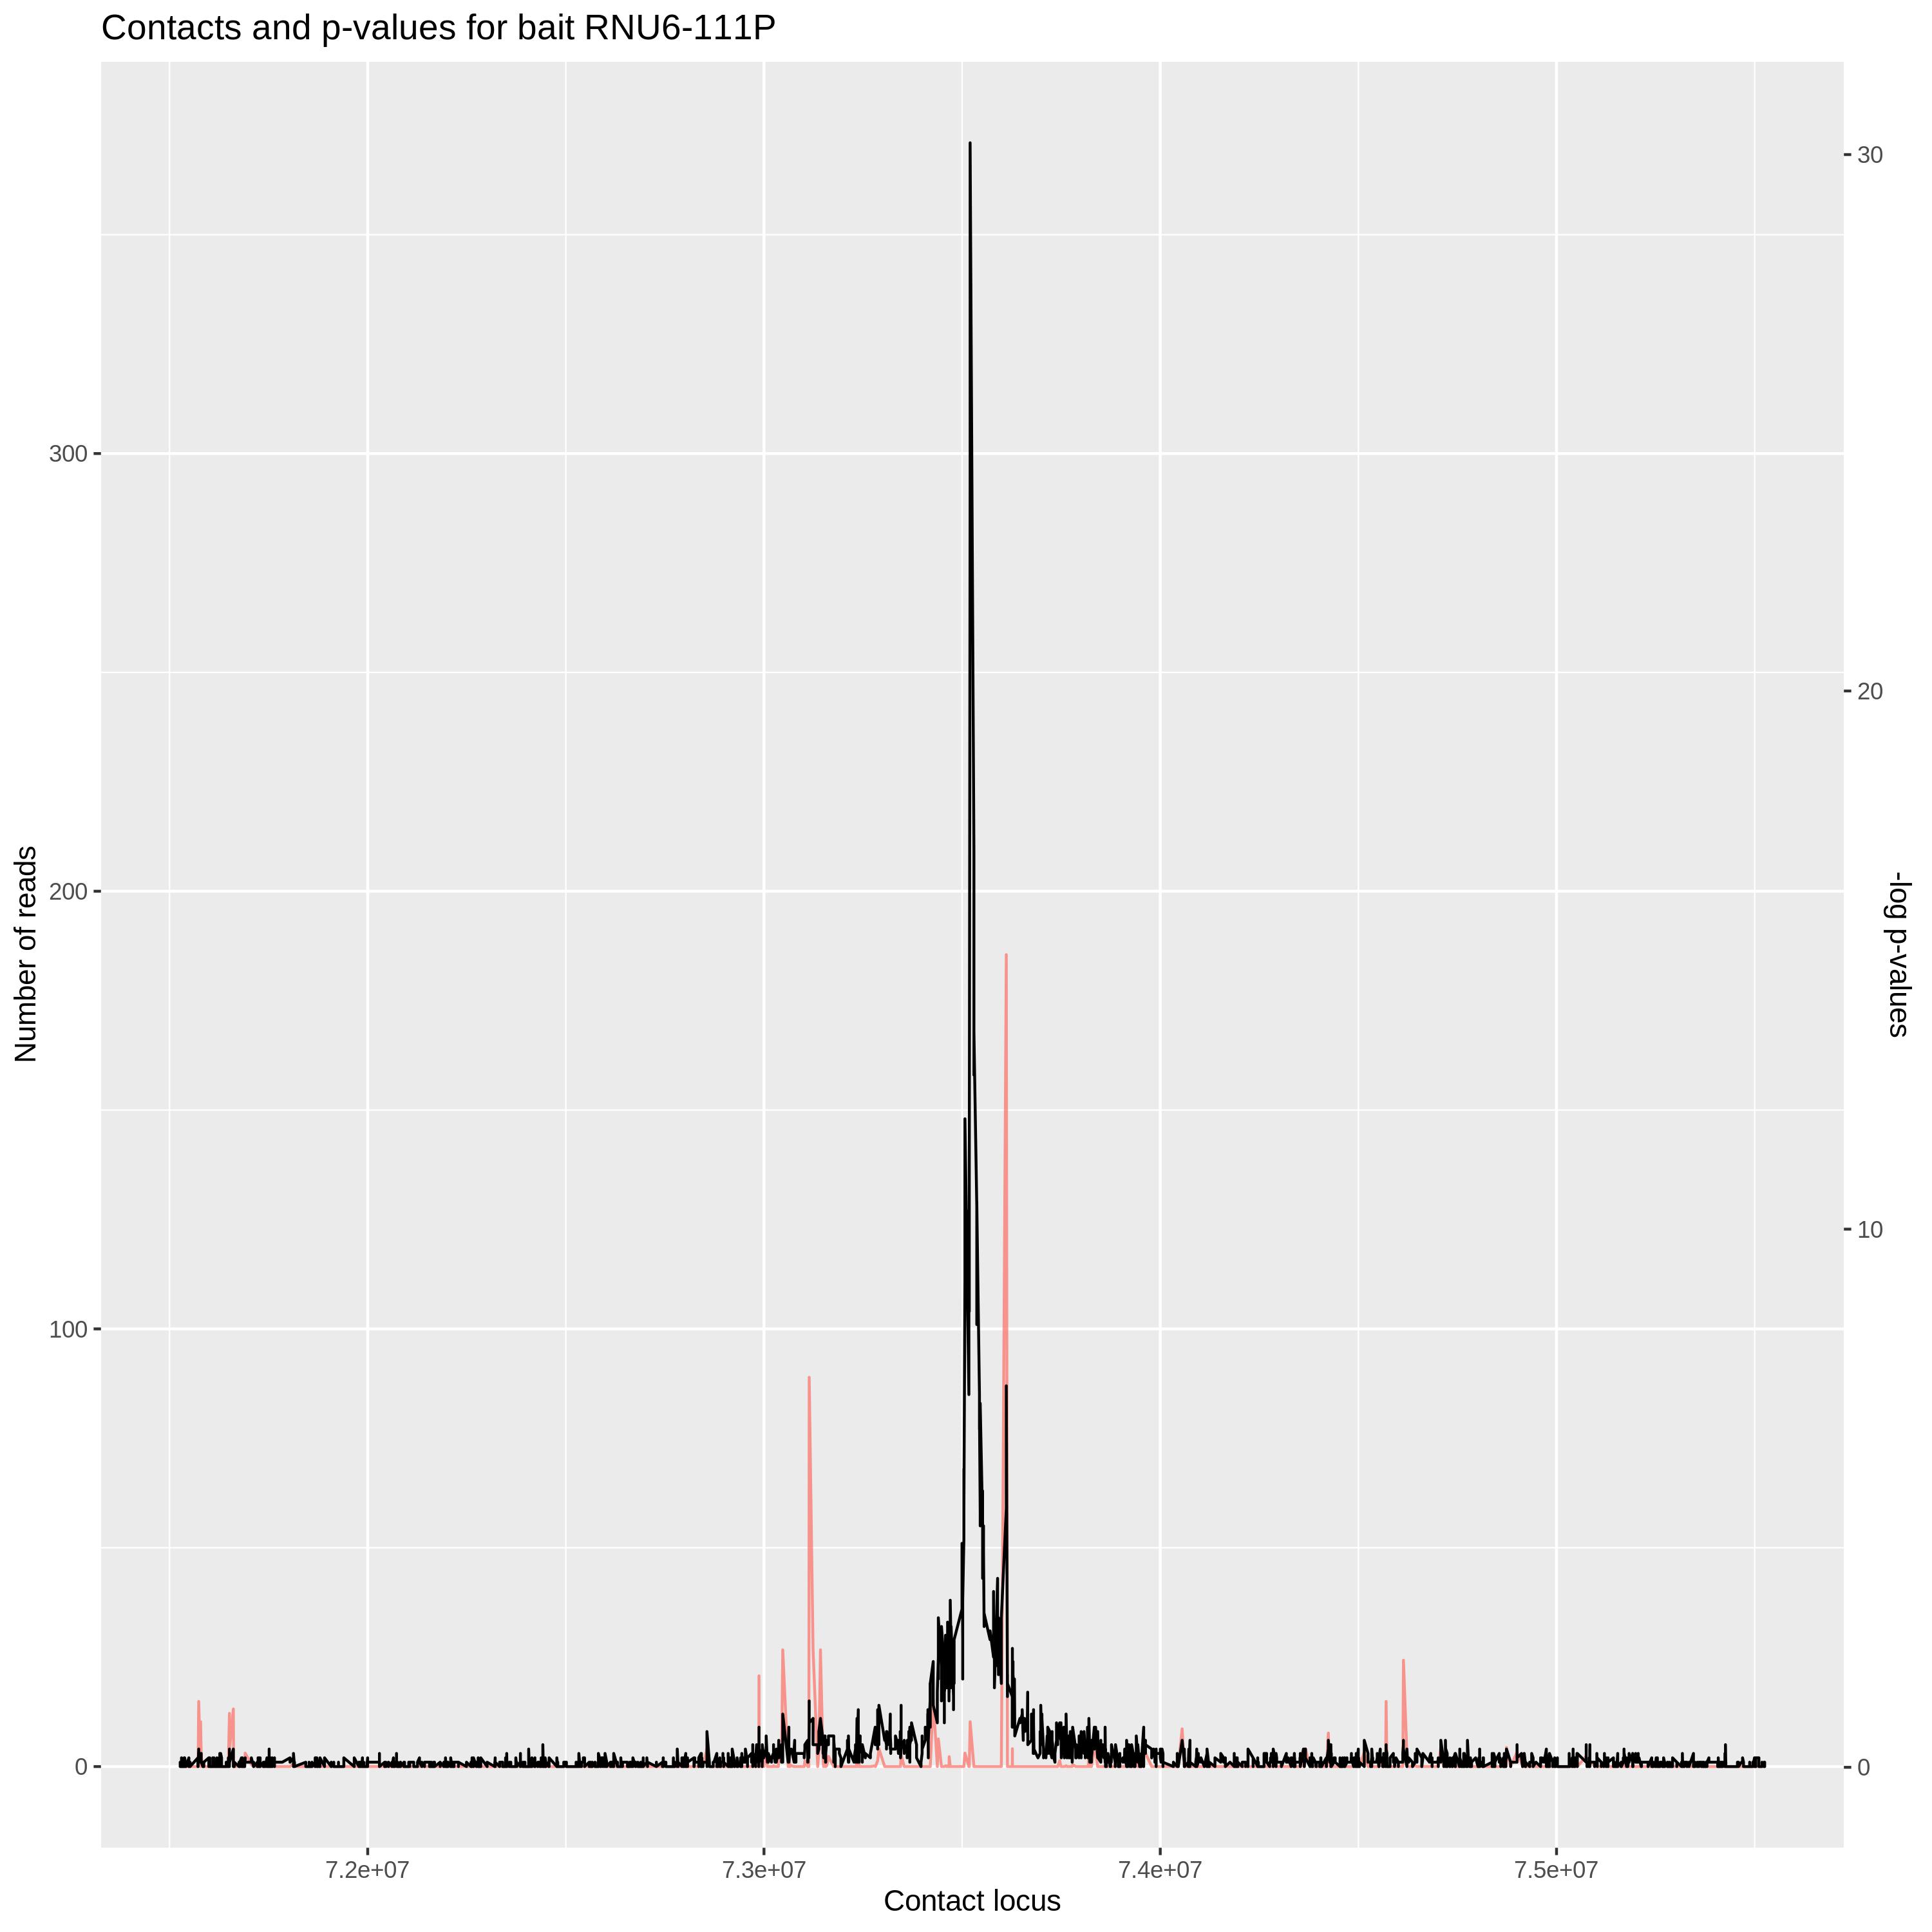 Contacts and p-values for bait RNU6-111P
Number of reads
300
200
100
0
30
20
10
0
-log p-values
7.2e+07 7.3e+07 7.4e+07 7.5e+07
Contact locus